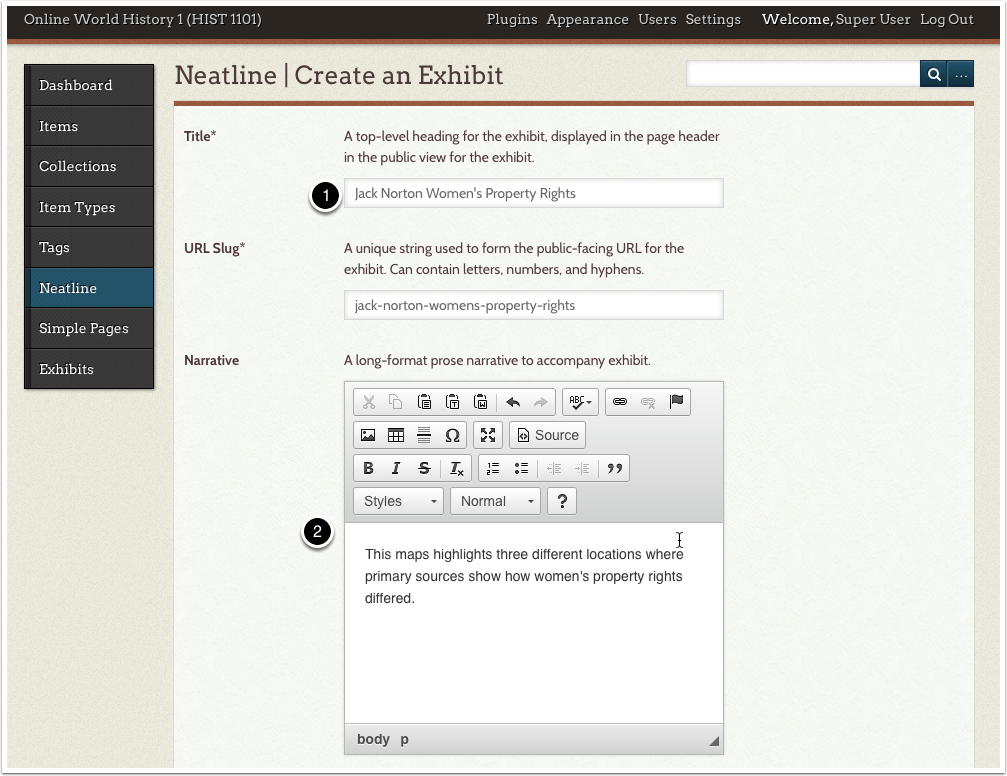 Online World History 1 (HIST 1101)
Plugins Appearance Users Settings Welcome, Super User Log Out
Dashboard
Items
Collections
Item Types
Tags
Neatline
Simple Pages
Exhibits
Neatline | Create an Exhibit
...
Title*
A top-level heading for the exhibit, displayed in the page header
in the public view for the exhibit.
1
Jack Norton Women's Property Rights
URL Slug*
A unique string used to form the public-facing URL for the
exhibit. Can contain letters, numbers, and hyphens.
jack-norton-womens-property-rights
Narrative
A long-format prose narrative to accompany exhibit.
ABC
Ω Source
B I S Tx
Styles Normal ?
2
This maps highlights three different locations where
primary sources show how women's property rights
differed.
body p